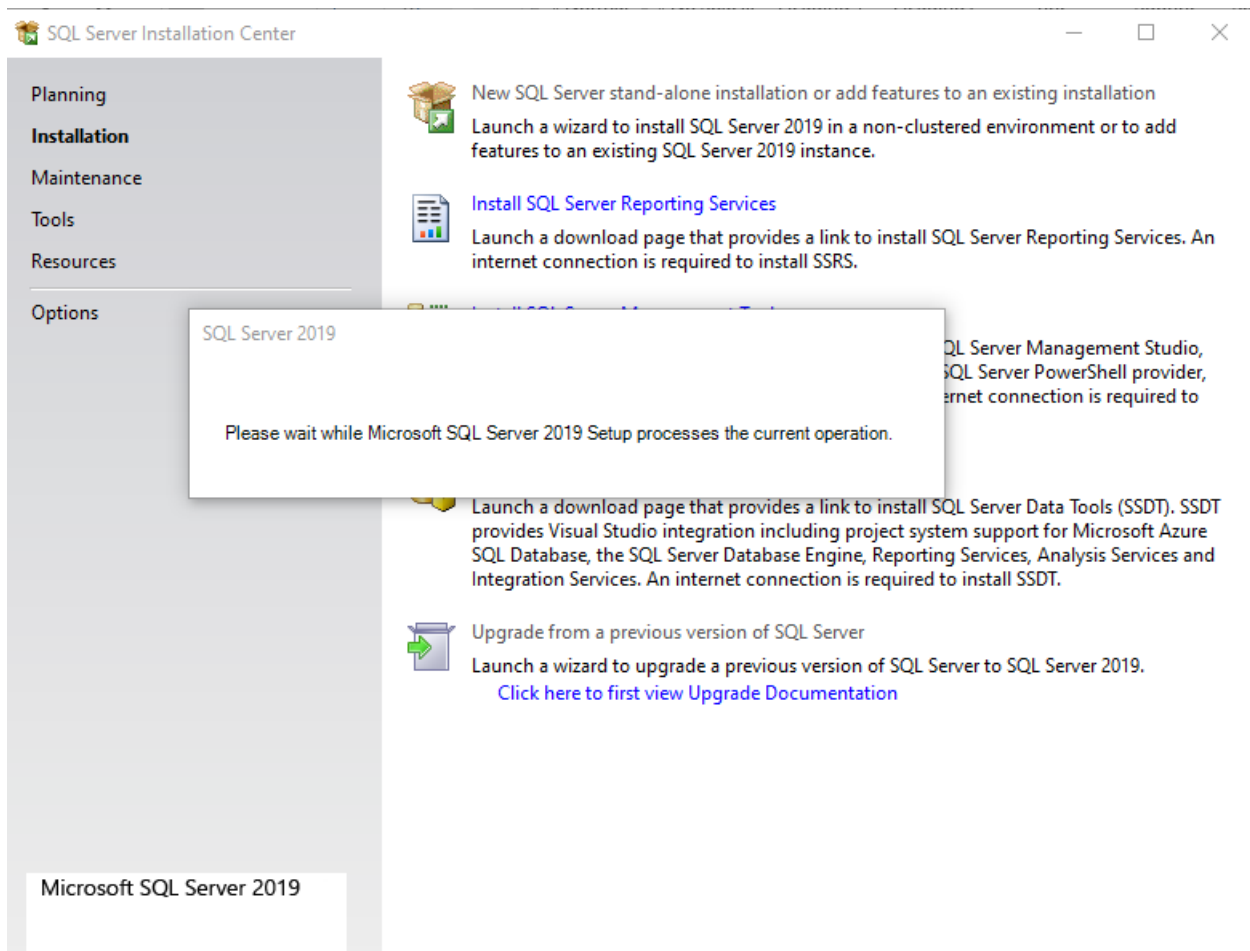 SQL Server Installation Center
Planning
Installation
Maintenance
Tools
Resources
Options
New SQL Server stand-alone installation or add features to an existing installation
Launch a wizard to install SQL Server 2019 in a non-clustered environment or to add
features to an existing SQL Server 2019 instance.
Install SQL Server Reporting Services
Launch a download page that provides a link to install SQL Server Reporting Services. An
internet connection is required to install SSRS.
SQL Server 2019
Please wait while Microsoft SQL Server 2019 Setup processes the current operation.
QL Server Management Studio,
SQL Server PowerShell provider,
ernet connection is required to
Launch a download page that provides a link to install SQL Server Data Tools (SSDT). SSDT
provides Visual Studio integration including project system support for Microsoft Azure
SQL Database, the SQL Server Database Engine, Reporting Services, Analysis Services and
Integration Services. An internet connection is required to install SSDT.
Upgrade from a previous version of SQL Server
Launch a wizard to upgrade a previous version of SQL Server to SQL Server 2019.
Click here to first view Upgrade Documentation
Microsoft SQL Server 2019